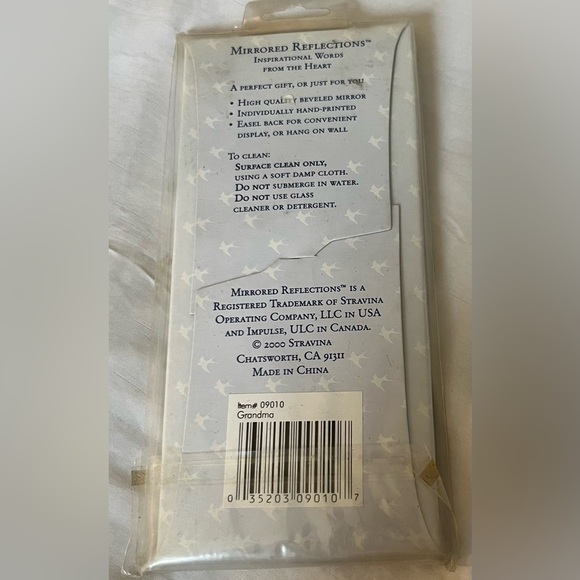 MIRRORED REFLECTIONS™
INSPIRATIONAL WORDS
FROM THE HEART
A PERFECT GIFT, OR JUST FOR YOU
• HIGH QUALITY BEVELED MIRROR
• INDIVIDUALLY HAND-PRINTED
• EASEL BACK FOR CONVENIENT
DISPLAY, OR HANG ON WALL
TO CLEAN:
SURFACE CLEAN ONLY,
USING A SOFT DAMP CLOTH.
DO NOT SUBMERGE IN WATER.
DO NOT USE GLASS
CLEANER OR DETERGENT.
MIRRORED REFLECTIONS™ IS A
REGISTERED TRADEMARK OF STRAVINA
OPERATING COMPANY, LLC IN USA
AND IMPULSE, ULC IN CANADA.
© 2000 STRAVINA
CHATSWORTH, CA 91311
MADE IN CHINA
Item# 09010
Grandma
0 35203 09010 7